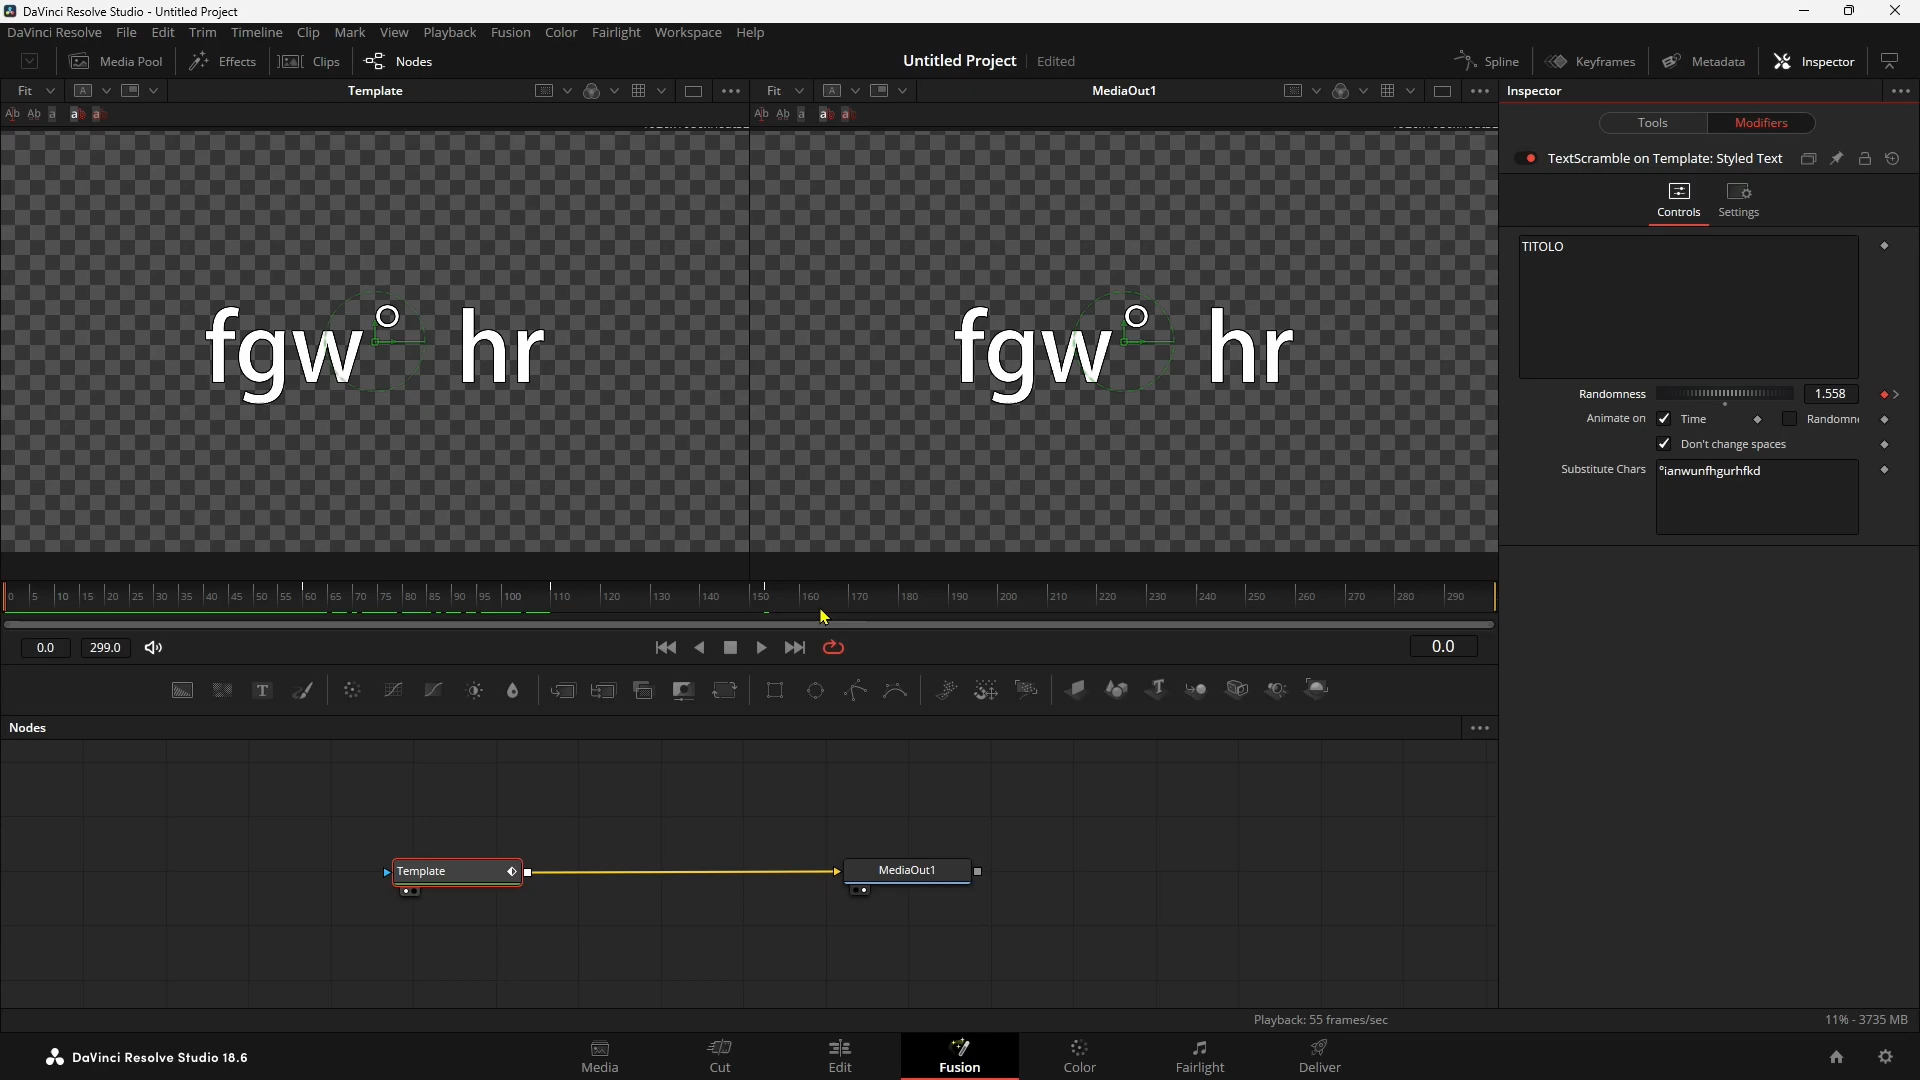 DaVinci Resolve Studio - Untitled Project
DaVinci Resolve File Edit Trim Timeline Clip Mark View Playback Fusion Color Fairlight Workspace Help
Media Pool Effects Clips Nodes Untitled Project Edited Spline Keyframes Metadata Inspector
Fit A Template Fit A MediaOut1 Inspector
Tools Modifiers
TextScramble on Template: Styled Text
Controls Settings
TITOLO
fgw° hr fgw° hr
Randomness 1.558
Animate on Time Randomne
Don't change spaces
Substitute Chars °ianwunfhgurhfkd
0 5 10 15 20 25 30 35 40 45 50 55 60 65 70 75 80 85 90 95 100 110 120 130 140 150 160 170 180 190 200 210 220 230 240 250 260 270 280 290
0.0 299.0 0.0
Nodes
Template MediaOut1
Playback: 55 frames/sec 11% - 3735 MB
DaVinci Resolve Studio 18.6 Media Cut Edit Fusion Color Fairlight Deliver